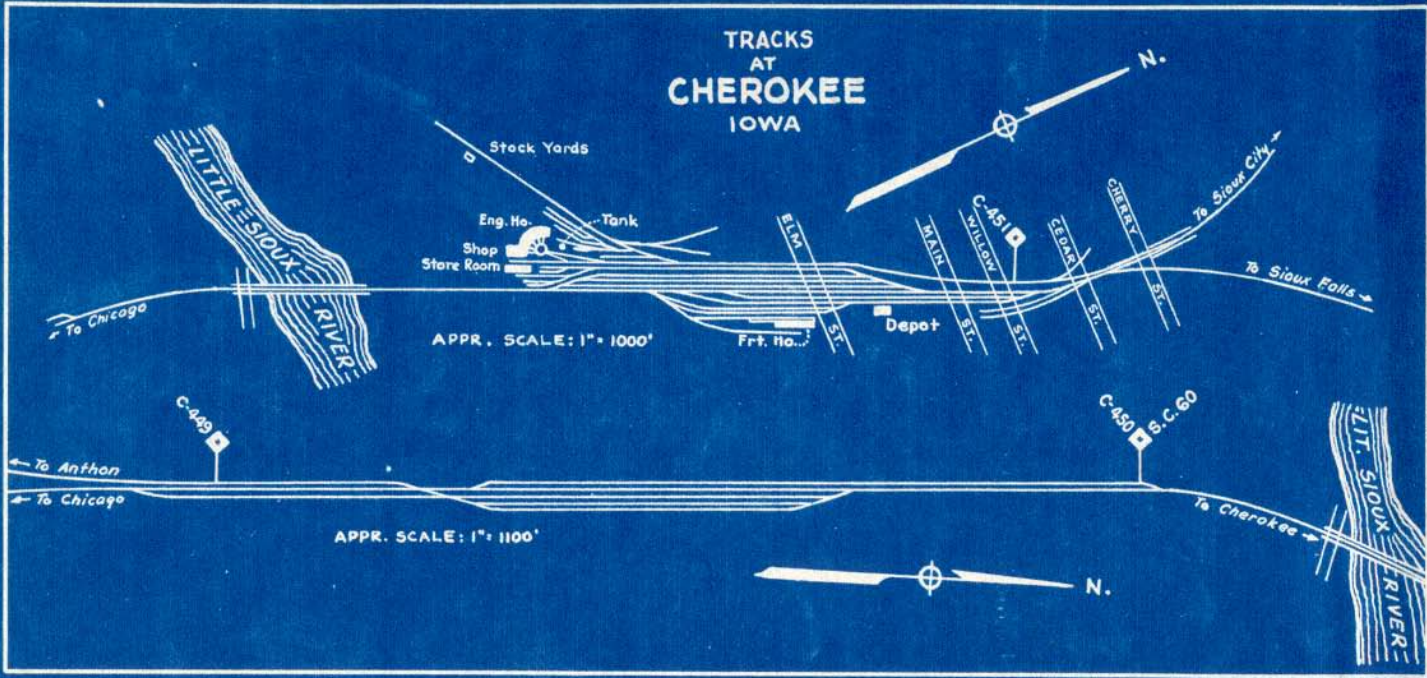 TRACKS
AT
CHEROKEE
IOWA
N.
LITTLE SIOUX
RIVER
Stock Yards
Eng. Ho.
Tank
Shop
Store Room
ELM
ST.
MAIN
ST.
WILLOW
ST.
C-451
CEDAR
ST.
CHERRY
ST.
To Sioux City
To Sioux Falls
To Chicago
APPR. SCALE: 1" = 1000'
Frt. Ho.
Depot
C-449
C-450
S.C. 60
To Anthon
To Chicago
To Cherokee
LIT. SIOUX
RIVER
APPR. SCALE: 1" = 1100'
N.